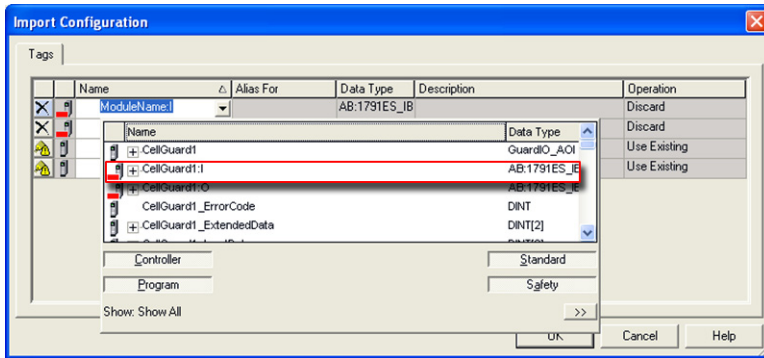 Import Configuration
Tags
Name Alias For Data Type Description Operation
ModuleName:I AB:1791ES_IB Discard
Discard
Use Existing
Use Existing
Name Data Type
CellGuard1 GuardIO_AOI
CellGuard1:I AB:1791ES_IB
CellGuard1:O AB:1791ES_IB
CellGuard1_ErrorCode DINT
CellGuard1_ExtendedData DINT[2]
Controller Standard
Program Safety
Show: Show All >>
OK Cancel Help